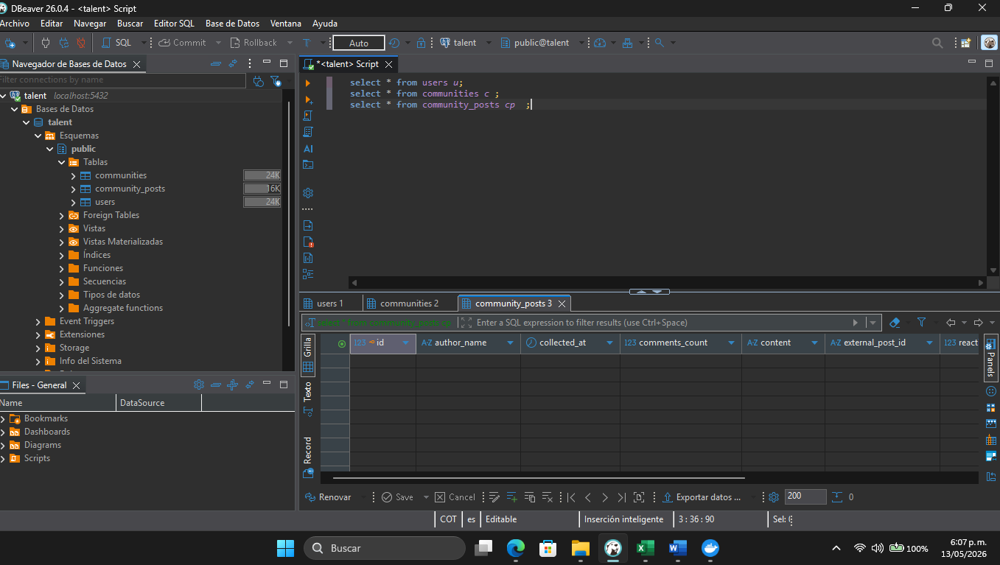 DBeaver 26.0.4 - <talent> Script
Archivo Editar Navegar Buscar Editor SQL Base de Datos Ventana Ayuda
SQL Commit Rollback T Auto talent public@talent
Navegador de Bases de Datos
*<talent> Script
Filter connections by name
talent localhost:5432
Bases de Datos
talent
Esquemas
public
Tablas
communities 24K
community_posts 16K
users 24K
Foreign Tables
Vistas
Vistas Materializadas
Índices
Funciones
Secuencias
Tipos de datos
Aggregate functions
Event Triggers
Extensiones
Storage
Info del Sistema
select * from users u;
select * from communities c ;
select * from community_posts cp ;
AI
users 1 communities 2 community_posts 3
select * from community_posts cp Enter a SQL expression to filter results (use Ctrl+Space)
Grilla
Texto
Record
123 id A-Z author_name collected_at 123 comments_count A-Z content A-Z external_post_id 123 react
Panels
Renovar Save Cancel Exportar datos ... 200 0
Files - General
Name DataSource
Bookmarks
Dashboards
Diagrams
Scripts
COT es Editable Inserción inteligente 3 : 36 : 90 Sel:
Buscar
100%
6:07 p. m.
13/05/2026